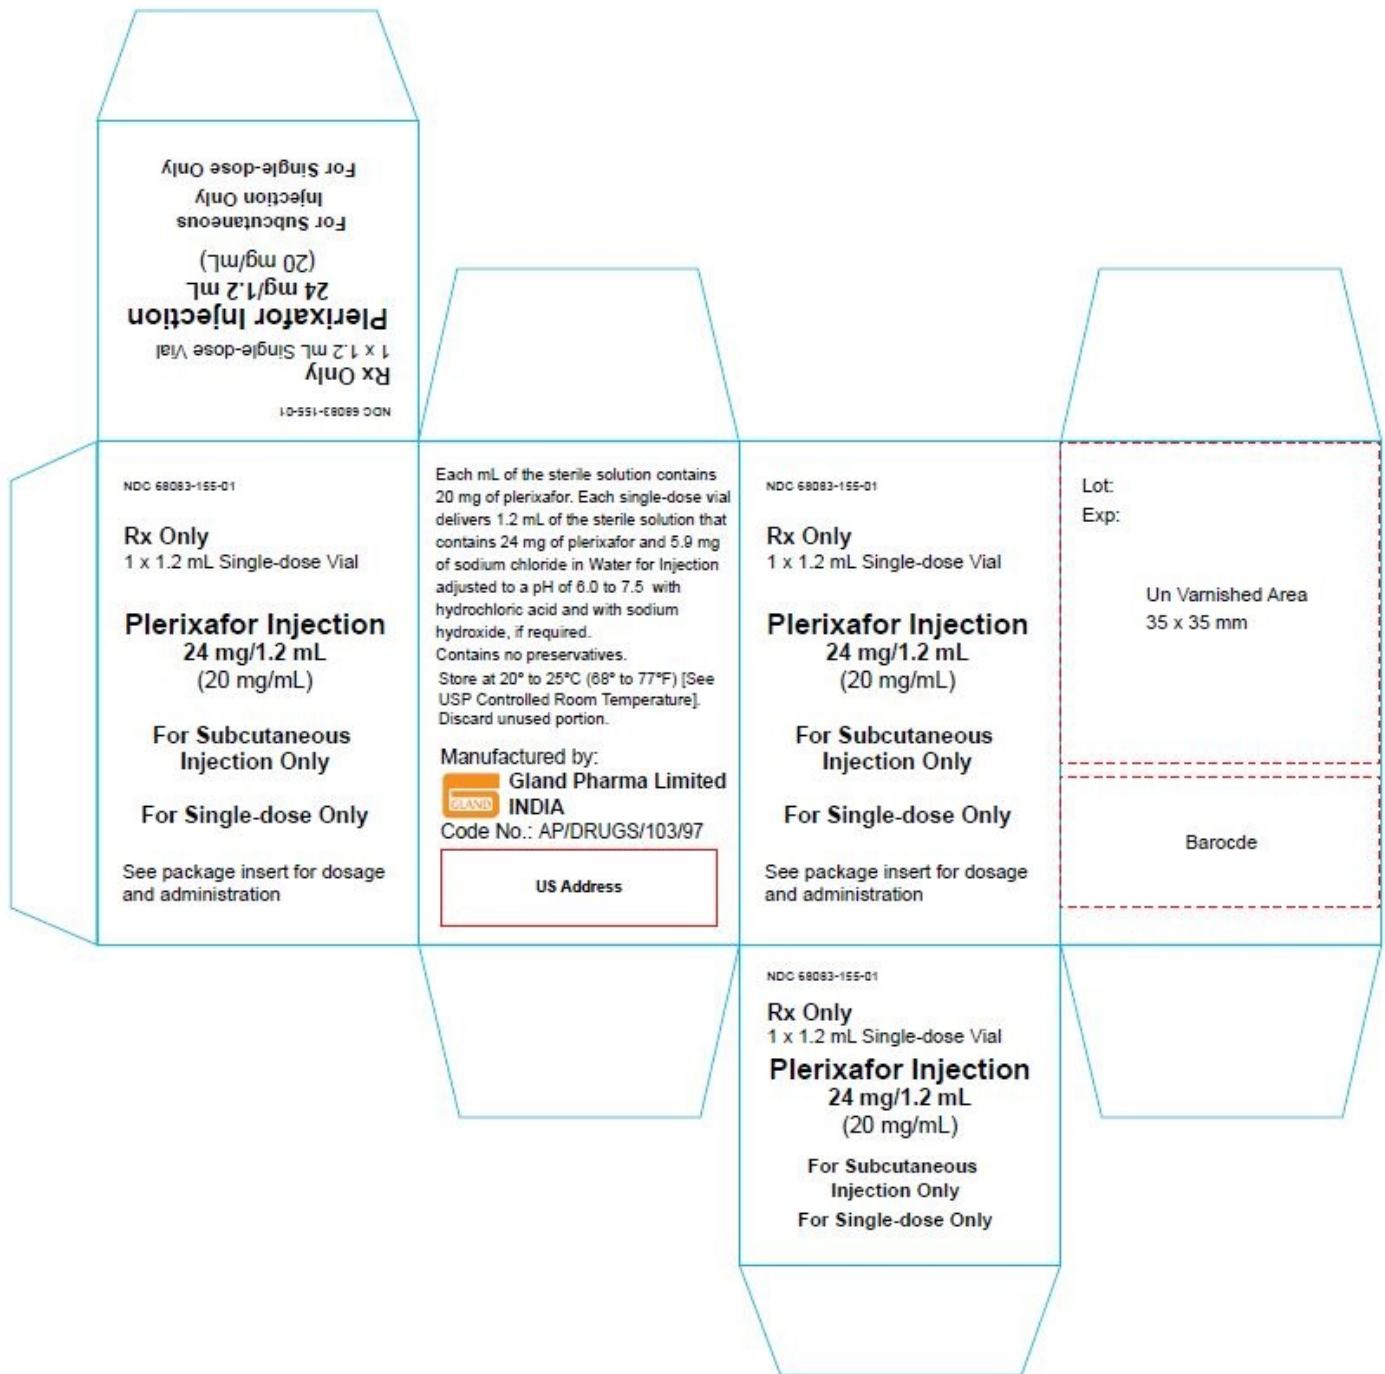 For Single-dose Only
For Subcutaneous
Injection Only
(20 mg/mL)
24 mg/1.2 mL
Plerixafor Injection
1 x 1.2 mL Single-dose Vial
Rx Only
NDC 68083-155-01
NDC 68083-155-01
Rx Only
1 x 1.2 mL Single-dose Vial
Plerixafor Injection
24 mg/1.2 mL
(20 mg/mL)
For Subcutaneous
Injection Only
For Single-dose Only
See package insert for dosage
and administration
Each mL of the sterile solution contains
20 mg of plerixafor. Each single-dose vial
delivers 1.2 mL of the sterile solution that
contains 24 mg of plerixafor and 5.9 mg
of sodium chloride in Water for Injection
adjusted to a pH of 6.0 to 7.5 with
hydrochloric acid and with sodium
hydroxide, if required.
Contains no preservatives.
Store at 20° to 25°C (68° to 77°F) [See
USP Controlled Room Temperature].
Discard unused portion.
Manufactured by:
GLAND
Gland Pharma Limited
INDIA
Code No.: AP/DRUGS/103/97
US Address
NDC 68083-155-01
Rx Only
1 x 1.2 mL Single-dose Vial
Plerixafor Injection
24 mg/1.2 mL
(20 mg/mL)
For Subcutaneous
Injection Only
For Single-dose Only
See package insert for dosage
and administration
Lot:
Exp:
Un Varnished Area
35 x 35 mm
Barocde
NDC 68083-155-01
Rx Only
1 x 1.2 mL Single-dose Vial
Plerixafor Injection
24 mg/1.2 mL
(20 mg/mL)
For Subcutaneous
Injection Only
For Single-dose Only